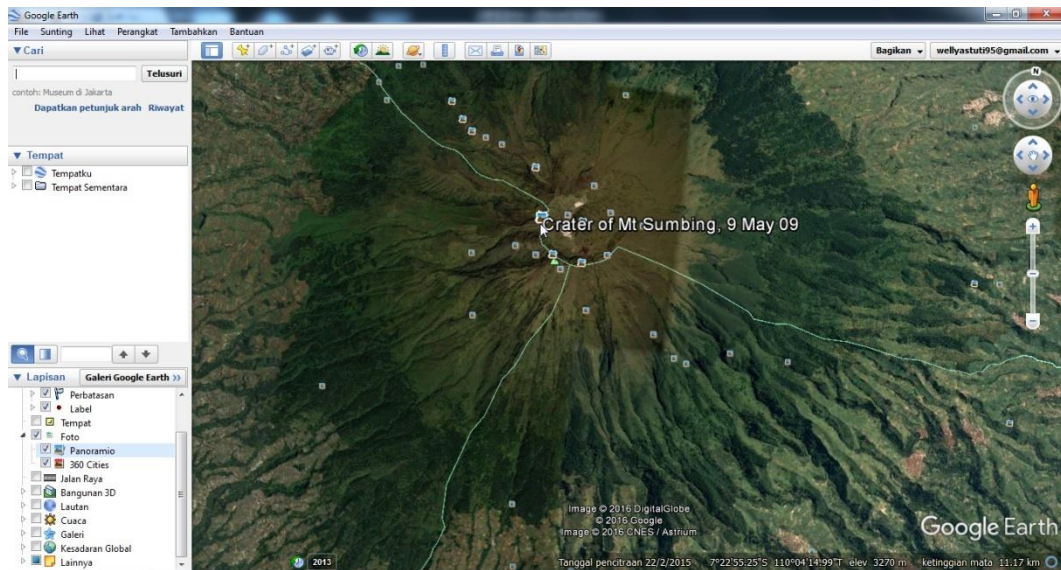 Google Earth
File Sunting Lihat Perangkat Tambahkan Bantuan
Cari
Telusuri
contoh: Museum di Jakarta
Dapatkan petunjuk arah Riwayat
Tempat
Tempatku
Tempat Sementara
Lapisan Galeri Google Earth >>
Perbatasan
Label
Tempat
Foto
Panoramio
360 Cities
Jalan Raya
Bangunan 3D
Lautan
Cuaca
Galeri
Kesadaran Global
Lainnya
Bagikan wellyastuti95@gmail.com
N
Crater of Mt Sumbing, 9 May 09
Image © 2016 DigitalGlobe
© 2016 Google
Image © 2016 CNES / Astrium
Google Earth
2013
Tanggal pencitraan 22/2/2015 7°22'55.25"S 110°04'14.99"T elev 3270 m ketinggian mata 11.17 km